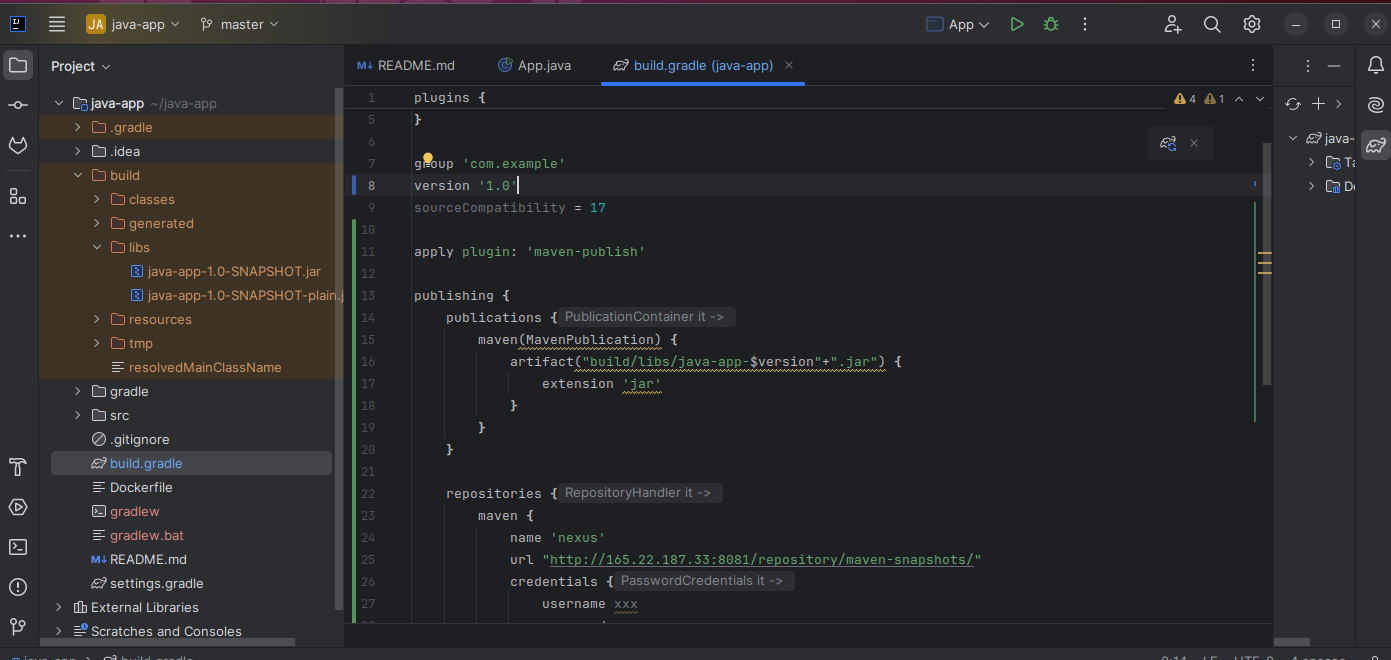 JA java-app master App
Project
java-app ~/java-app
.gradle
.idea
build
classes
generated
libs
java-app-1.0-SNAPSHOT.jar
java-app-1.0-SNAPSHOT-plain.j
resources
tmp
resolvedMainClassName
gradle
src
.gitignore
build.gradle
Dockerfile
gradlew
gradlew.bat
README.md
settings.gradle
External Libraries
Scratches and Consoles
README.md App.java build.gradle (java-app)
4 1
1 plugins {
5 }
6
7 group 'com.example'
8 version '1.0'
9 sourceCompatibility = 17
10
11 apply plugin: 'maven-publish'
12
13 publishing {
14 publications { PublicationContainer it ->
15 maven(MavenPublication) {
16 artifact("build/libs/java-app-$version"+".jar") {
17 extension 'jar'
18 }
19 }
20 }
21
22 repositories { RepositoryHandler it ->
23 maven {
24 name 'nexus'
25 url "http://165.22.187.33:8081/repository/maven-snapshots/"
26 credentials { PasswordCredentials it ->
27 username xxx
java-
Ta
De